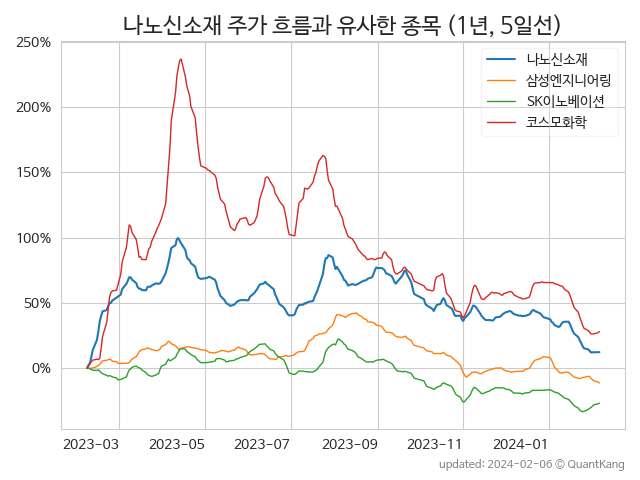 나노신소재 주가 흐름과 유사한 종목 (1년, 5일선)
250%
200%
150%
100%
50%
0%
나노신소재
삼성엔지니어링
SK이노베이션
코스모화학
2023-03 2023-05 2023-07 2023-09 2023-11 2024-01
updated: 2024-02-06 © QuantKang